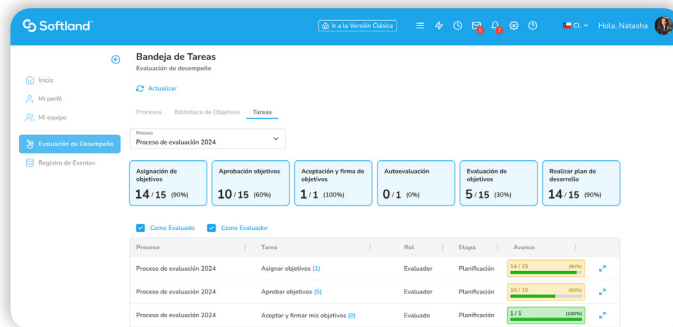 Softland
Ir a la Versión Clásica
CL
Hola, Natasha
Inicio
Mi perfil
Mi equipo
Evaluación de Desempeño
Registro de Eventos
Bandeja de Tareas
Evaluación de desempeño
Actualizar
Procesos Biblioteca de Objetivos Tareas
Proceso
Proceso de evaluación 2024
Asignación de
objetivos
14 / 15 (90%)
Aprobación objetivos
10 / 15 (60%)
Aceptación y firma de
objetivos
1 / 1 (100%)
Autoevaluación
0 / 1 (0%)
Evaluación de
objetivos
5 / 15 (30%)
Realizar plan de
desarrollo
14 / 15 (90%)
Como Evaluado Como Evaluador
Proceso Tarea Rol Etapa Avance
Proceso de evaluación 2024 Asignar objetivos (1) Evaluador Planificación 14 / 15 (90%)
Proceso de evaluación 2024 Aprobar objetivos (5) Evaluador Planificación 10 / 15 (60%)
Proceso de evaluación 2024 Aceptar y firmar mis objetivos (0) Evaluado Planificación 1 / 1 (100%)